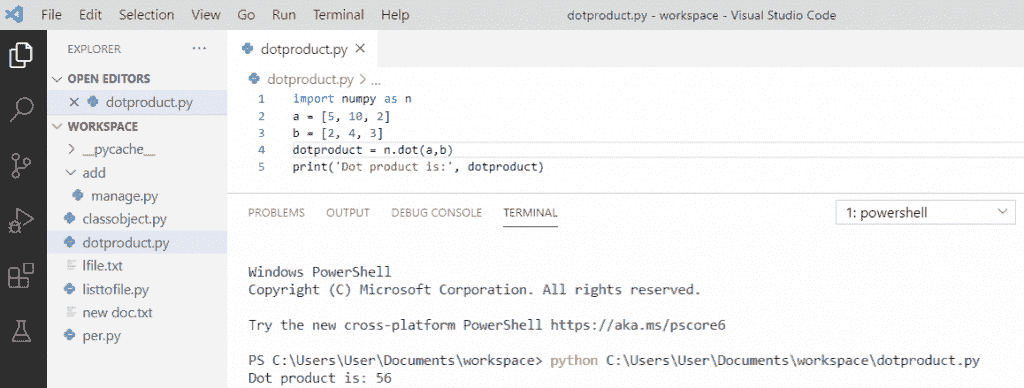 File Edit Selection View Go Run Terminal Help dotproduct.py - workspace - Visual Studio Code
EXPLORER ···
OPEN EDITORS
dotproduct.py
WORKSPACE
__pycache__
add
manage.py
classobject.py
dotproduct.py
lfile.txt
listtofile.py
new doc.txt
per.py
dotproduct.py
dotproduct.py > ...
1 import numpy as n
2 a = [5, 10, 2]
3 b = [2, 4, 3]
4 dotproduct = n.dot(a,b)
5 print('Dot product is:', dotproduct)
PROBLEMS OUTPUT DEBUG CONSOLE TERMINAL 1: powershell
Windows PowerShell
Copyright (C) Microsoft Corporation. All rights reserved.
Try the new cross-platform PowerShell https://aka.ms/pscore6
PS C:\Users\User\Documents\workspace> python C:\Users\User\Documents\workspace\dotproduct.py
Dot product is: 56